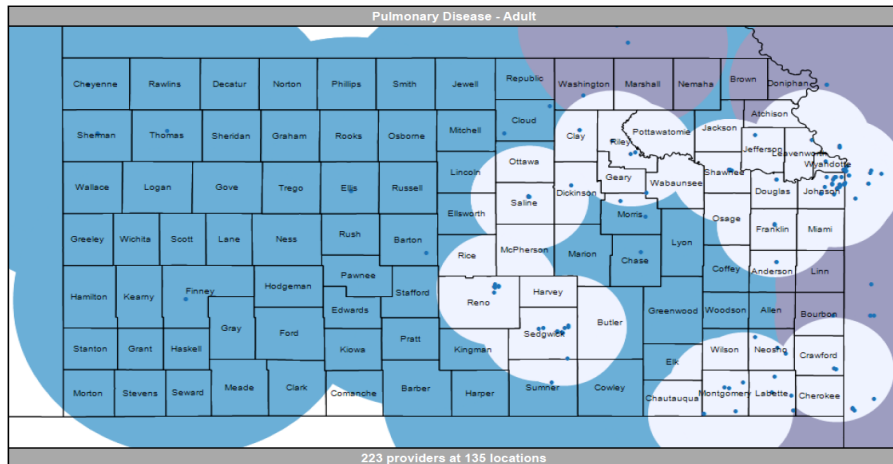 Pulmonary Disease - Adult
Cheyenne Rawlins Decatur Norton Phillips Smith Jewell Republic Washington Marshall Nemaha Brown Doniphan
Atchison
Sherman Thomas Sheridan Graham Rooks Osborne Mitchell Cloud Clay Riley Pottawatomie Jackson Jefferson Leavenworth
Wyandotte
Ottawa
Lincoln
Wallace Logan Gove Trego Ellis Russell Saline Dickinson Geary Wabaunsee Shawnee Douglas Johnson
Ellsworth Morris Osage Franklin Miami
Greeley Wichita Scott Lane Ness Rush Barton Rice McPherson Marion Chase Lyon
Pawnee Coffey Anderson Linn
Hamilton Kearny Finney Hodgeman Stafford Reno Harvey
Edwards Greenwood Woodson Allen Bourbon
Gray Ford Sedgwick Butler
Stanton Grant Haskell Kiowa Pratt Kingman Elk Wilson Neosho Crawford
Morton Stevens Seward Meade Clark Comanche Barber Harper Sumner Cowley Chautauqua Montgomery Labette Cherokee
223 providers at 135 locations